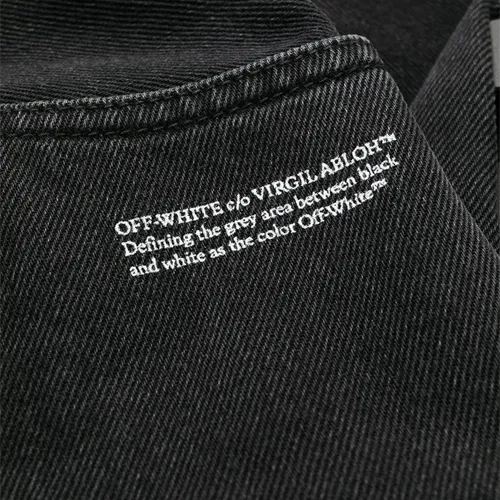 OFF-WHITE c/o VIRGIL ABLOH™
Defining the grey area between black
and white as the color Off-White™